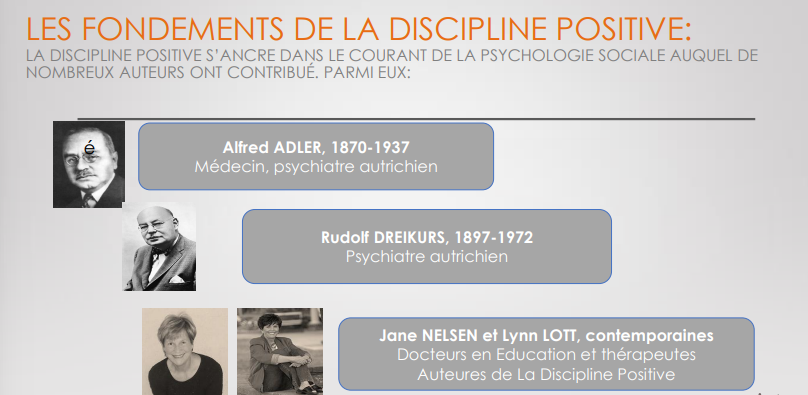 LES FONDEMENTS DE LA DISCIPLINE POSITIVE:
LA DISCIPLINE POSITIVE S'ANCRE DANS LE COURANT DE LA PSYCHOLOGIE SOCIALE AUQUEL DE
NOMBREUX AUTEURS ONT CONTRIBUÉ. PARMI EUX:
é
Alfred ADLER, 1870-1937
Médecin, psychiatre autrichien
Rudolf DREIKURS, 1897-1972
Psychiatre autrichien
Jane NELSEN et Lynn LOTT, contemporaines
Docteurs en Education et thérapeutes
Auteures de La Discipline Positive